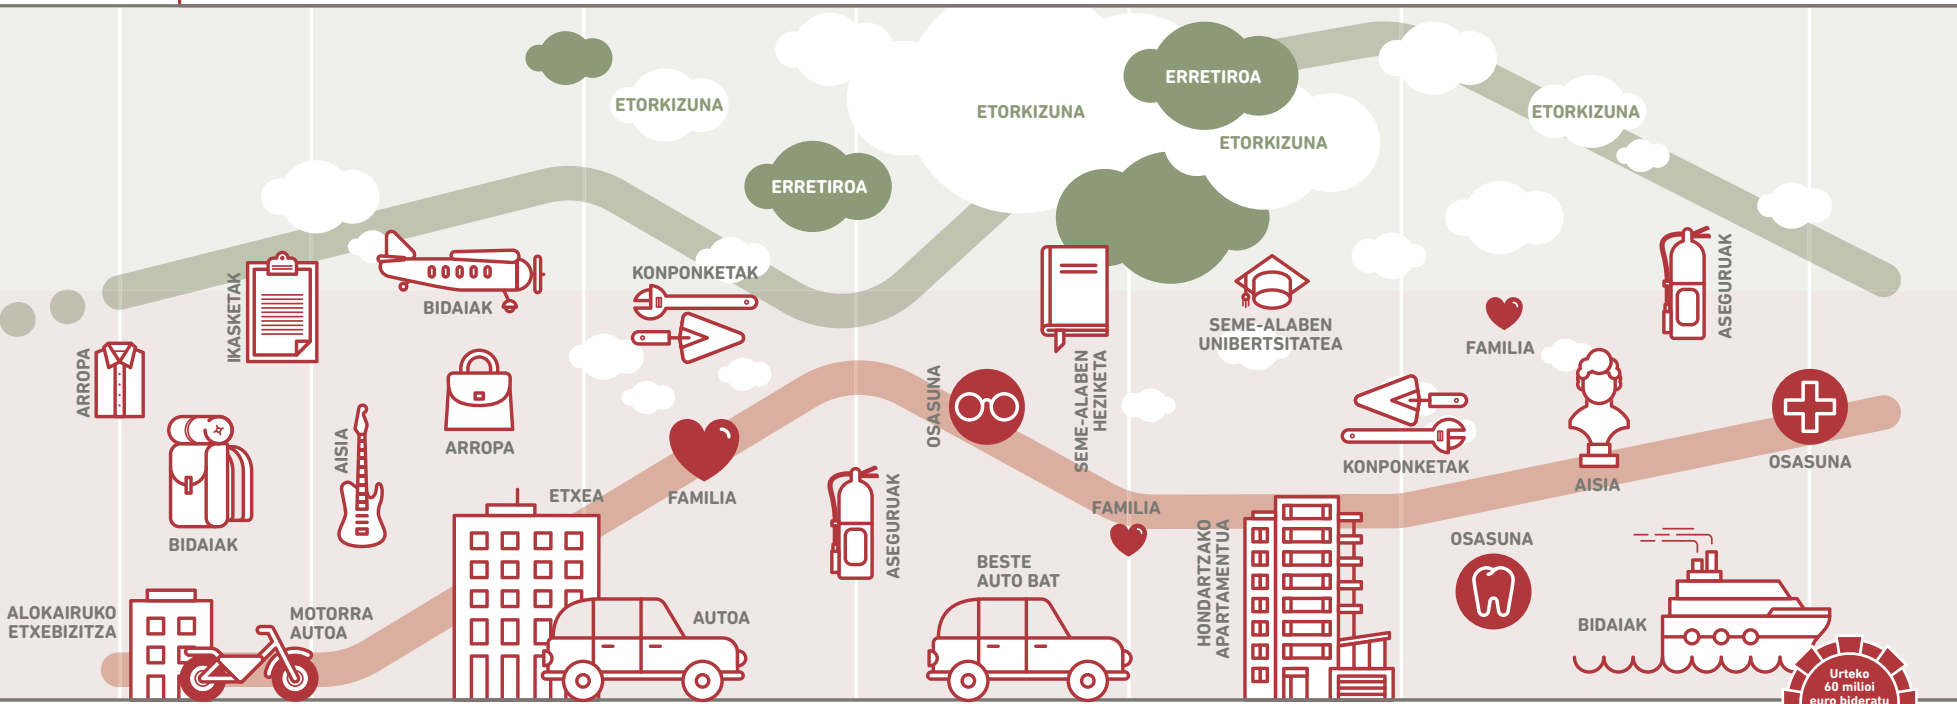 ETORKIZUNA
ERRETIROA
ETORKIZUNA
ERRETIROA
ETORKIZUNA
ETORKIZUNA
IKASKETAK
BIDAIAK
KONPONKETAK
SEME-ALABEN
UNIBERTSITATEA
FAMILIA
ASEGURUAK
ARROPA
AISIA
ARROPA
OSASUNA
SEME-ALABEN
HEZIKETA
KONPONKETAK
AISIA
OSASUNA
BIDAIAK
ETXEA
FAMILIA
ASEGURUAK
FAMILIA
HONDARTZAKO
APARTAMENTUA
OSASUNA
BIDAIAK
ALOKAIRUKO
ETXEBIZITZA
MOTORRA
AUTOA
AUTOA
BESTE
AUTO BAT
Urteko
60 milioi
euro bideratu